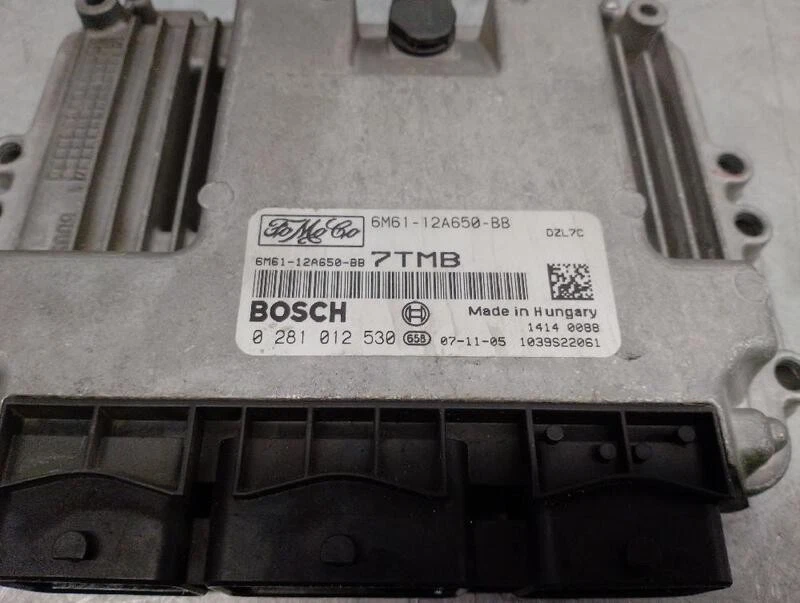 FoMoCo 6M61-12A650-BB DZL7C
6M61-12A650-BB 7TMB
BOSCH Made in Hungary
1414 0088
0 281 012 530 658 07-11-05 1039S22061